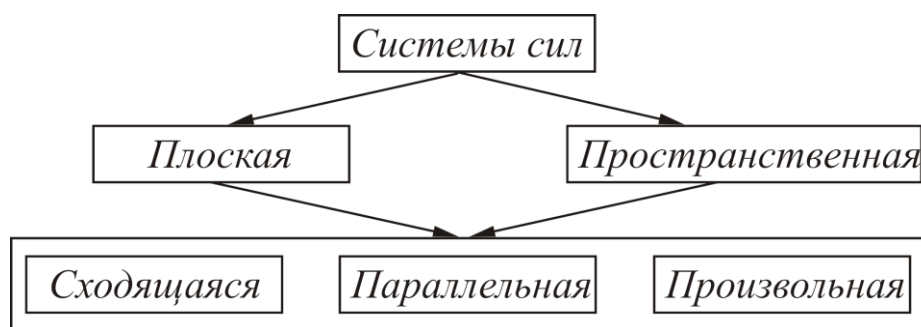 Системы сил
Плоская Пространственная
Сходящаяся Параллельная Произвольная